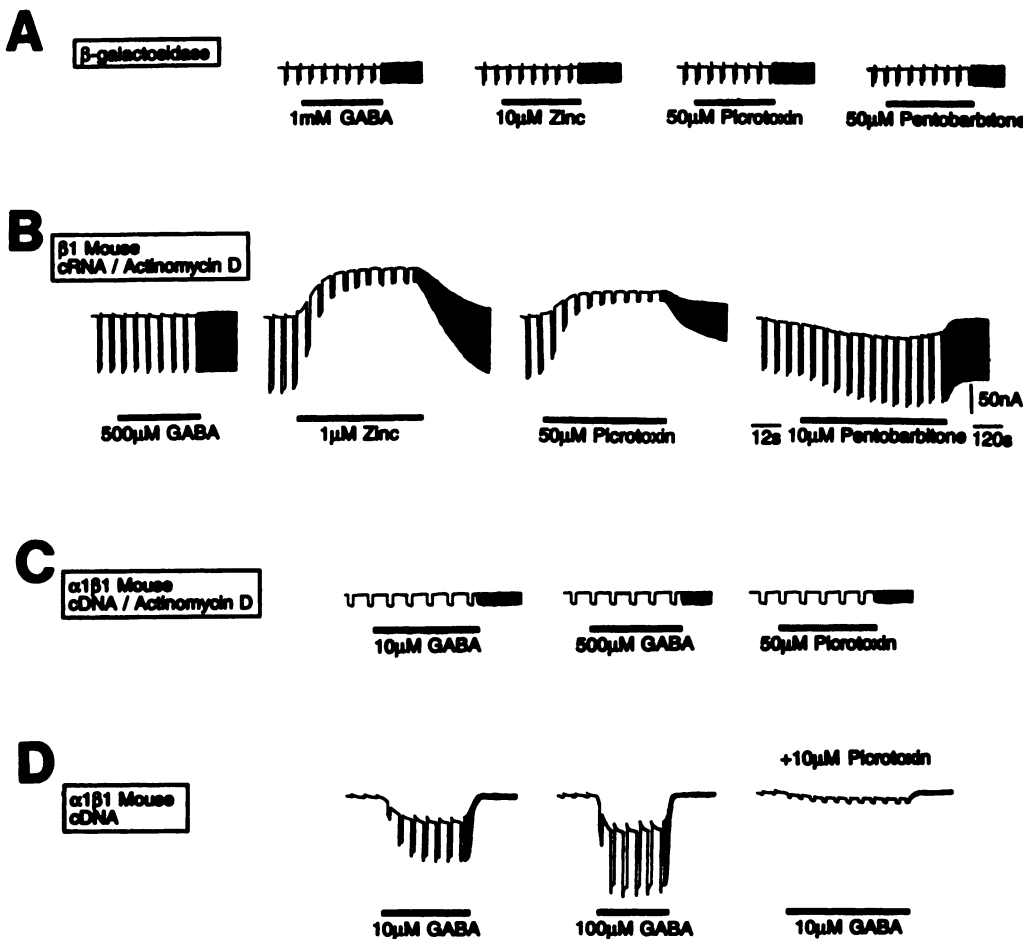 A
β-galactosidase
1mM GABA
10μM Zinc
50μM Picrotoxin
50μM Pentobarbitone
B
β1 Mouse
cRNA / Actinomycin D
500μM GABA
1μM Zinc
50μM Picrotoxin
12s
10μM Pentobarbitone
50nA
120s
C
α1β1 Mouse
cDNA / Actinomycin D
10μM GABA
500μM GABA
50μM Picrotoxin
D
α1β1 Mouse
cDNA
+10μM Picrotoxin
10μM GABA
100μM GABA
10μM GABA